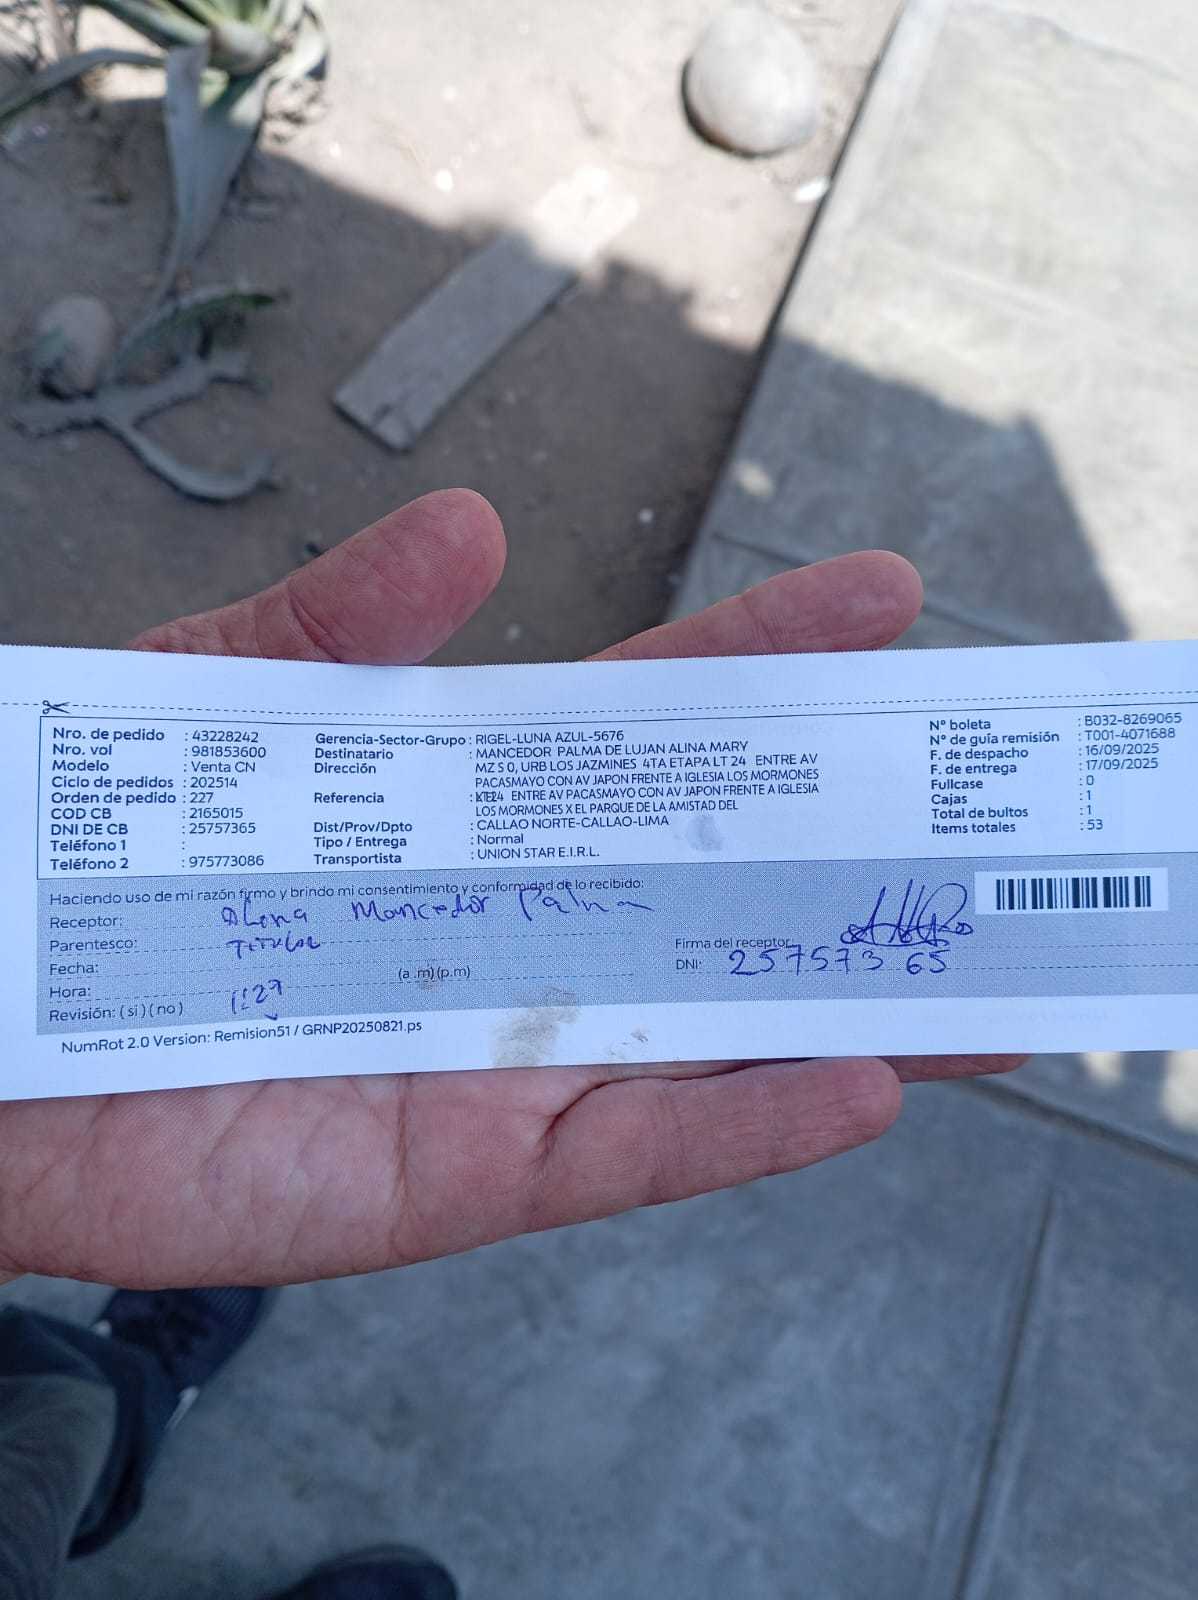 Nro. de pedido : 43228242
Nro. vol : 981853600
Modelo : Venta CN
Ciclo de pedidos : 202514
Orden de pedido : 227
COD CB : 2165015
DNI DE CB : 25757365
Teléfono 1 :
Teléfono 2 : 975773086
Gerencia-Sector-Grupo : RIGEL-LUNA AZUL-5676
Destinatario : MANCEDOR PALMA DE LUJAN ALINA MARY
Dirección MZ S 0, URB LOS JAZMINES 4TA ETAPA LT 24 ENTRE AV
PACASMAYO CON AV JAPON FRENTE A IGLESIA LOS MORMONES
Referencia : ENTRE AV PACASMAYO CON AV JAPON FRENTE A IGLESIA
LOS MORMONES X EL PARQUE DE LA AMISTAD DEL
Dist/Prov/Dpto : CALLAO NORTE-CALLAO-LIMA
Tipo / Entrega : Normal
Transportista : UNION STAR E.I.R.L.
N° boleta : B032-8269065
N° de guía remisión : T001-4071688
F. de despacho : 16/09/2025
F. de entrega : 17/09/2025
Fullcase : 0
Cajas : 1
Total de bultos : 1
Items totales : 53
Haciendo uso de mi razón firmo y brindo mi consentimiento y conformidad de lo recibido:
Receptor: Mancedor Palma
Parentesco: Titular
Fecha:
Hora: 1:27 (a .m) (p.m)
Revisión: ( si ) ( no )
Firma del receptor:
DNI: 25757365
NumRot 2.0 Version: Remision51 / GRNP20250821.ps